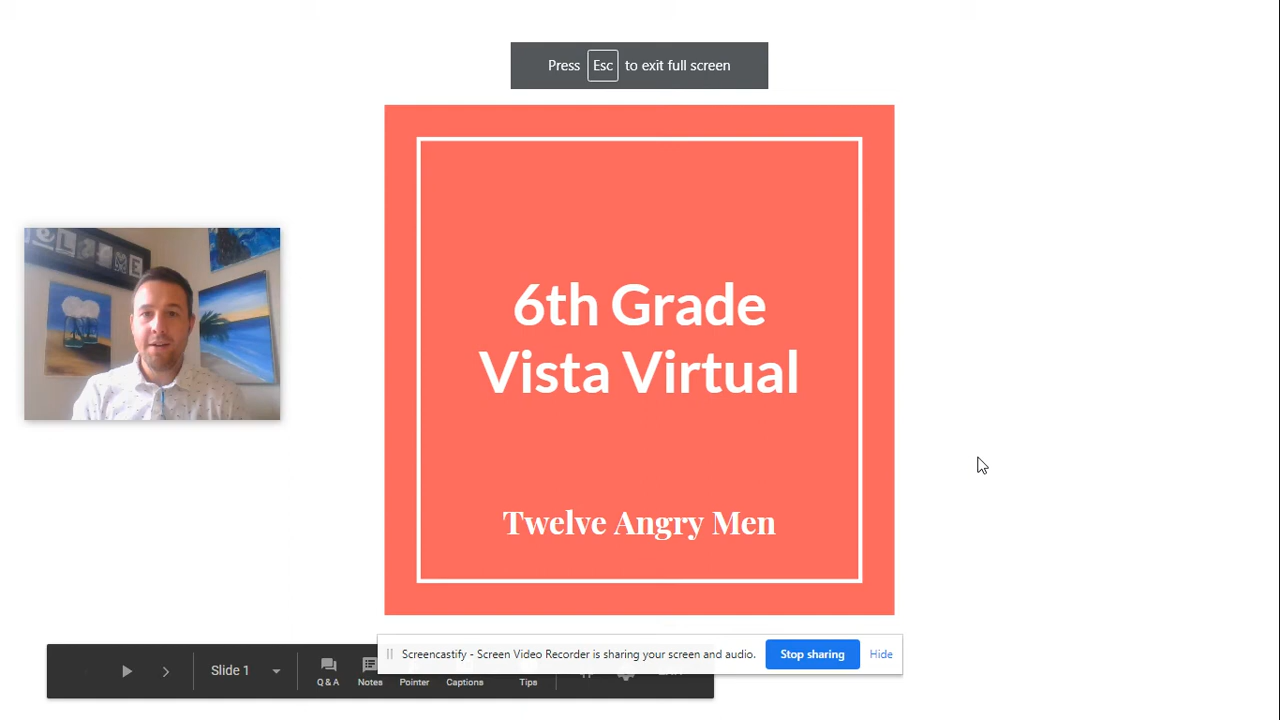 Press Esc to exit full screen
6th Grade
Vista Virtual
Twelve Angry Men
Screencastify - Screen Video Recorder is sharing your screen and audio.
Stop sharing
Hide
Slide 1
Q & A
Notes
Pointer
Captions
Tips